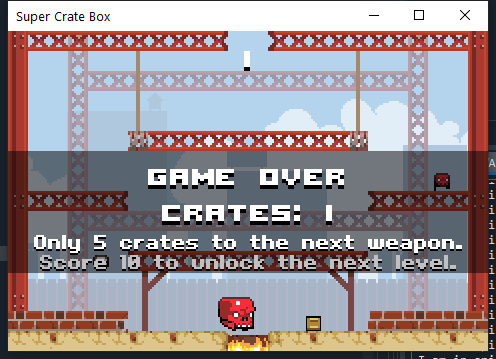 Super Crate Box
GAME OVER
CRATES: 1
Only 5 crates to the next weapon.
Score 10 to unlock the next level.